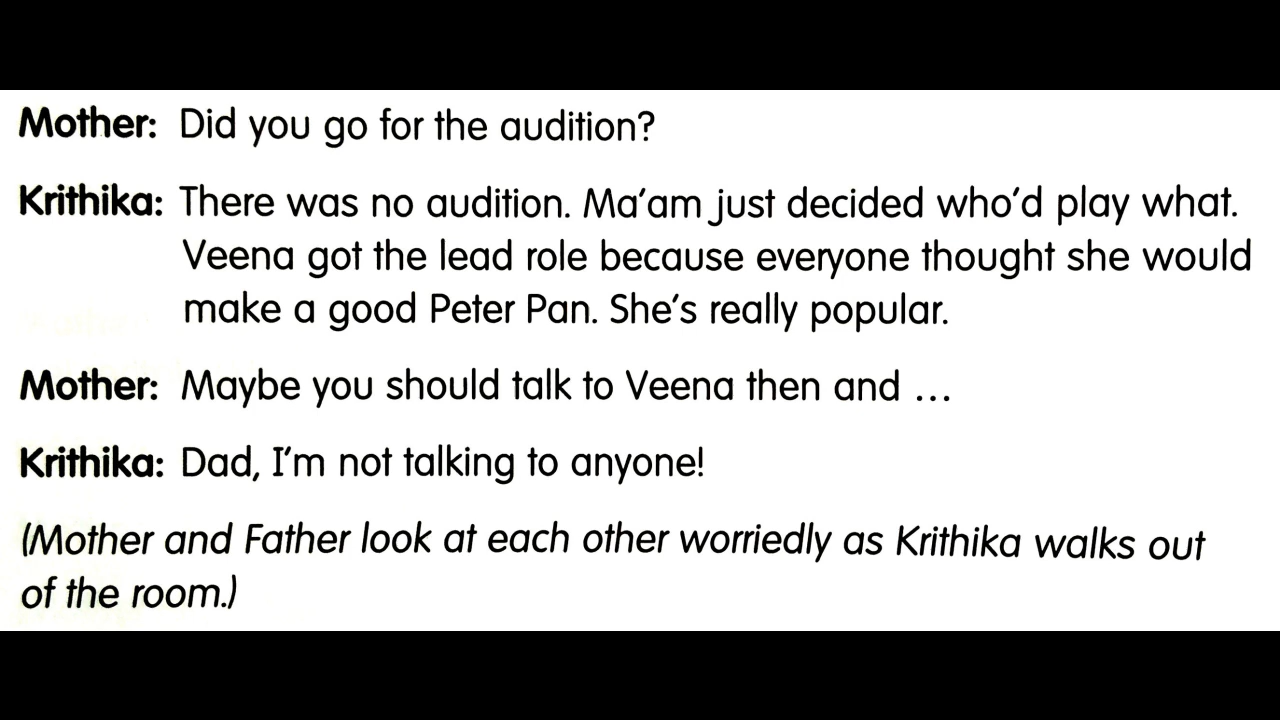 Mother: Did you go for the audition?
Krithika: There was no audition. Ma'am just decided who'd play what.
Veena got the lead role because everyone thought she would
make a good Peter Pan. She's really popular.
Mother: Maybe you should talk to Veena then and ...
Krithika: Dad, I'm not talking to anyone!
(Mother and Father look at each other worriedly as Krithika walks out
of the room.)